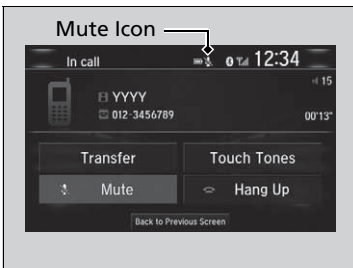 Mute Icon
In call
12:34
15
YYYY
012-3456789
00'13"
Transfer
Touch Tones
Mute
Hang Up
Back to Previous Screen